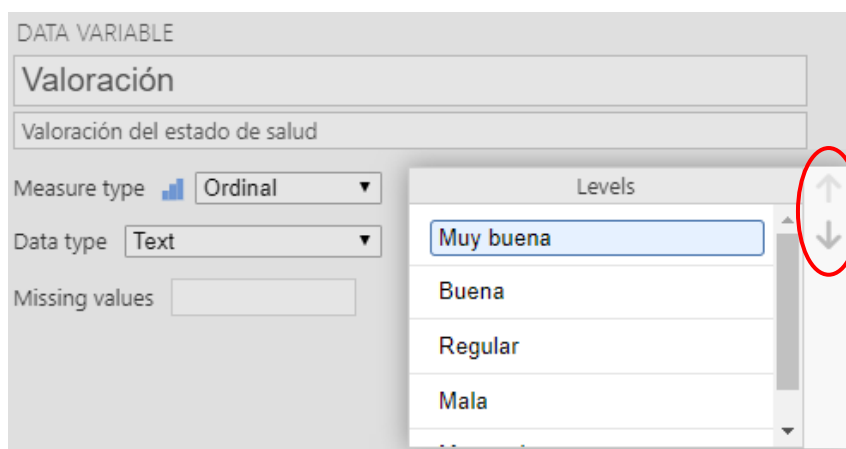 DATA VARIABLE
Valoración
Valoración del estado de salud
Measure type Ordinal
Data type Text
Missing values
Levels
Muy buena
Buena
Regular
Mala